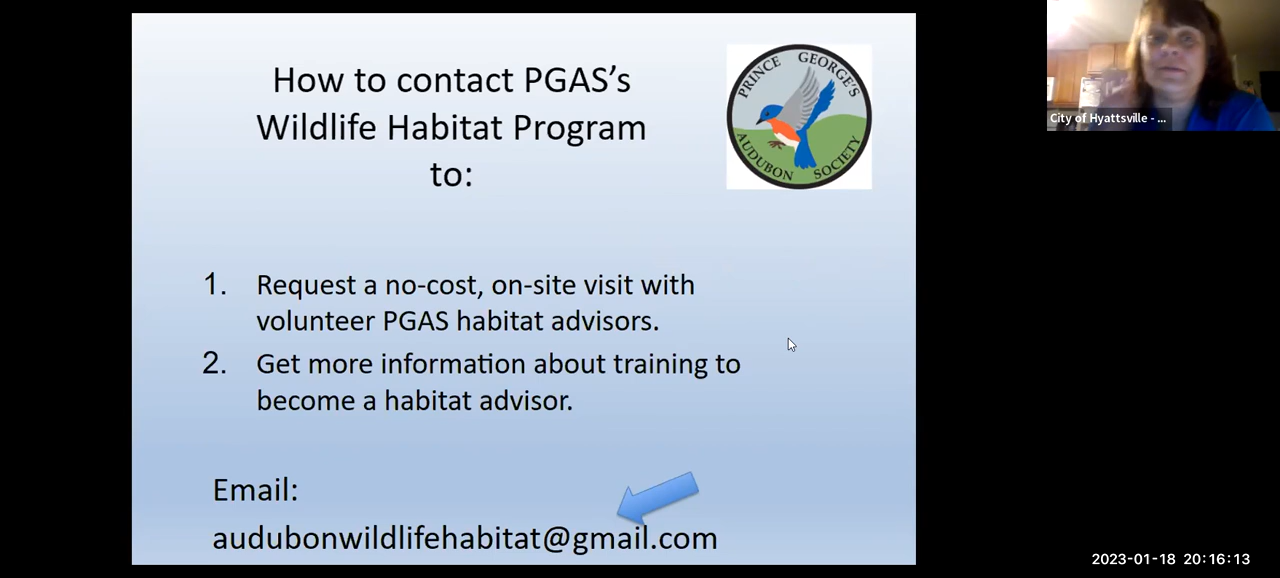 How to contact PGAS's
Wildlife Habitat Program
to:
PRINCE GEORGE'S
AUDUBON SOCIETY
City of Hyattsville - ...
1. Request a no-cost, on-site visit with
volunteer PGAS habitat advisors.
2. Get more information about training to
become a habitat advisor.
Email:
audubonwildlifehabitat@gmail.com
2023-01-18 20:16:13